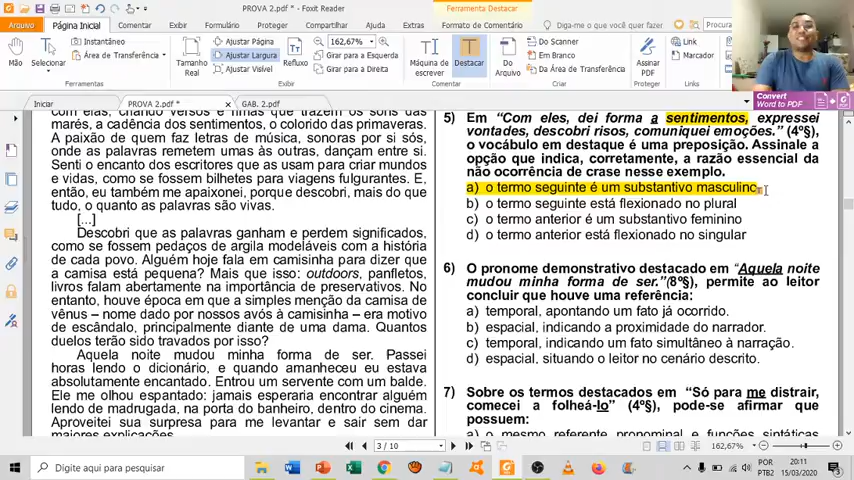 PROVA 2.pdf * - Foxit Reader
Ferramenta Destacar
Arquivo
Página Inicial
Comentar
Exibir
Formulário
Proteger
Compartilhar
Ajuda
Extras
Formato de Comentário
Diga-me o que gostaria de f
Procura
Mão
Selecionar
Instantâneo
Área de Transferência
Tamanho Real
Ajustar Página
Ajustar Largura
Ajustar Visível
Refluxo
162,67%
Girar para a Esquerda
Girar para a Direita
Máquina de escrever
Destacar
Do Arquivo
Do Scanner
Em Branco
Da Área de Transferência
Assinar PDF
Link
Marcador
Ferramentas
Exibir
Comentar
Criar
Proteger
Links
Convert
Word to PDF
Iniciar
PROVA 2.pdf *
GAB. 2.pdf
com elas, criando versos e rimas que trazem os sons das
marés, a cadência dos sentimentos, o colorido das primaveras.
A paixão de quem faz letras de música, sonoras por si sós,
onde as palavras remetem umas às outras, dançam entre si.
Senti o encanto dos escritores que as usam para criar mundos
e vidas, como se fossem bilhetes para viagens fulgurantes. E,
então, eu também me apaixonei, porque descobri, mais do que
tudo, o quanto as palavras são vivas.
[...]
Descobri que as palavras ganham e perdem significados,
como se fossem pedaços de argila modeláveis com a história
de cada povo. Alguém hoje fala em camisinha para dizer que
a camisa está pequena? Mais que isso: outdoors, panfletos,
livros falam abertamente na importância de preservativos. No
entanto, houve época em que a simples menção da camisa de
vênus – nome dado por nossos avós à camisinha – era motivo
de escândalo, principalmente diante de uma dama. Quantos
duelos terão sido travados por isso?
Aquela noite mudou minha forma de ser. Passei
horas lendo o dicionário, e quando amanheceu eu estava
absolutamente encantado. Entrou um servente com um balde.
Ele me olhou espantado: jamais esperaria encontrar alguém
lendo de madrugada, na porta do banheiro, dentro do cinema.
Aproveitei sua surpresa para me levantar e sair sem dar
maiores explicações.
5) Em “Com eles, dei forma a sentimentos, expressei
vontades, descobri risos, comuniquei emoções.” (4º§),
o vocábulo em destaque é uma preposição. Assinale a
opção que indica, corretamente, a razão essencial da
não ocorrência de crase nesse exemplo.
a) o termo seguinte é um substantivo masculino
b) o termo seguinte está flexionado no plural
c) o termo anterior é um substantivo feminino
d) o termo anterior está flexionado no singular
6) O pronome demonstrativo destacado em “Aquela noite
mudou minha forma de ser.”(8º§), permite ao leitor
concluir que houve uma referência:
a) temporal, apontando um fato já ocorrido.
b) espacial, indicando a proximidade do narrador.
c) temporal, indicando um fato simultâneo à narração.
d) espacial, situando o leitor no cenário descrito.
7) Sobre os termos destacados em “Só para me distrair,
comecei a folheá-lo” (4º§), pode-se afirmar que
possuem:
a) o mesmo referente pronominal e funções sintáticas
3 / 10
162,67%
Digite aqui para pesquisar
POR
PTB2
20:11
15/03/2020